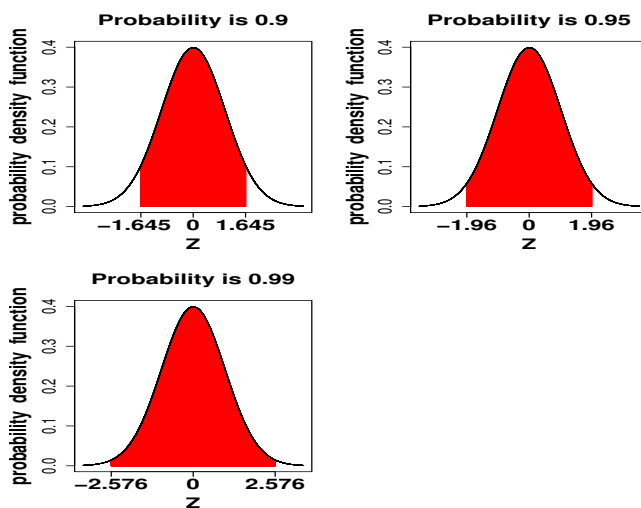 Probability is 0.9
probability density function
0.0 0.1 0.2 0.3 0.4
−1.645 0 1.645
Z
Probability is 0.95
probability density function
0.0 0.1 0.2 0.3 0.4
−1.96 0 1.96
Z
Probability is 0.99
probability density function
0.0 0.1 0.2 0.3 0.4
−2.576 0 2.576
Z